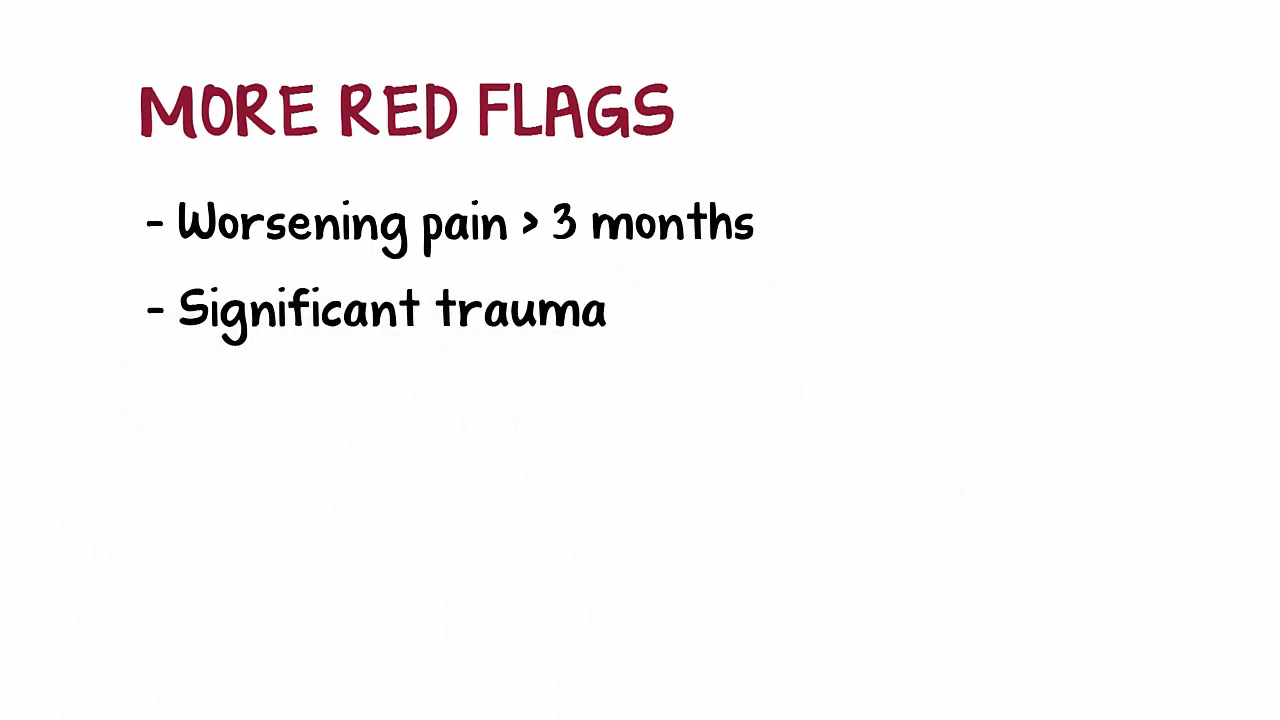 MORE RED FLAGS
- Worsening pain > 3 months
- Significant trauma